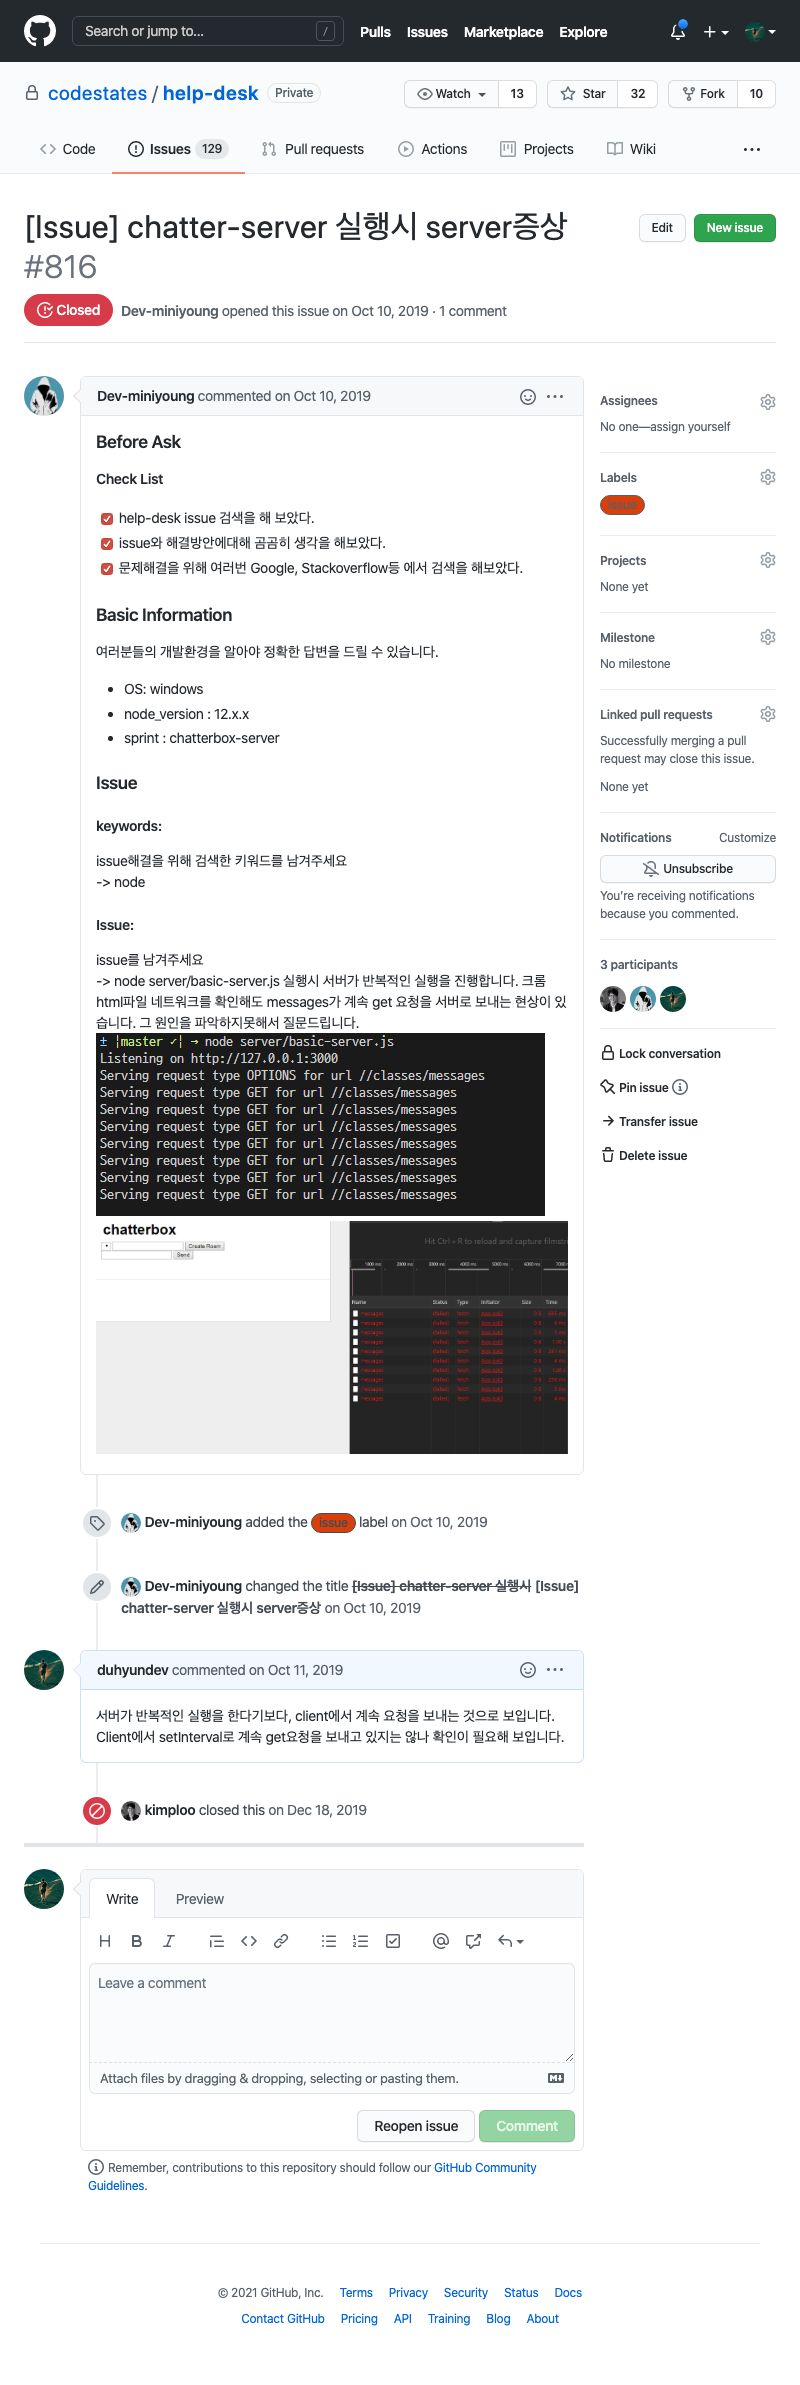 Search or jump to...
/
Pulls
Issues
Marketplace
Explore
codestates / help-desk
Private
Watch
13
Star
32
Fork
10
Code
Issues 129
Pull requests
Actions
Projects
Wiki
[Issue] chatter-server 실행시 server증상
#816
Edit
New issue
Closed
Dev-miniyoung opened this issue on Oct 10, 2019 · 1 comment
Dev-miniyoung commented on Oct 10, 2019
Before Ask
Check List
help-desk issue 검색을 해 보았다.
issue와 해결방안에대해 곰곰히 생각을 해보았다.
문제해결을 위해 여러번 Google, Stackoverflow등 에서 검색을 해보았다.
Basic Information
여러분들의 개발환경을 알아야 정확한 답변을 드릴 수 있습니다.
OS: windows
node_version : 12.x.x
sprint : chatterbox-server
Issue
keywords:
issue해결을 위해 검색한 키워드를 남겨주세요
-> node
Issue:
issue를 남겨주세요
-> node server/basic-server.js 실행시 서버가 반복적인 실행을 진행합니다. 크롬
html파일 네트워크를 확인해도 messages가 계속 get 요청을 서버로 보내는 현상이 있
습니다. 그 원인을 파악하지못해서 질문드립니다.
± ¦master ✓¦ → node server/basic-server.js
Listening on http://127.0.0.1:3000
Serving request type OPTIONS for url //classes/messages
Serving request type GET for url //classes/messages
Serving request type GET for url //classes/messages
Serving request type GET for url //classes/messages
Serving request type GET for url //classes/messages
Serving request type GET for url //classes/messages
Serving request type GET for url //classes/messages
Serving request type GET for url //classes/messages
chatterbox
Create Room
Send
Hit Ctrl + R to reload and capture filmstr
1000 ms
2000 ms
3000 ms
4000 ms
5000 ms
6000 ms
Name
Status
Type
Initiator
Size
Time
Assignees
No one—assign yourself
Labels
issue
Projects
None yet
Milestone
No milestone
Linked pull requests
Successfully merging a pull
request may close this issue.
None yet
Notifications
Customize
Unsubscribe
You're receiving notifications
because you commented.
3 participants
Lock conversation
Pin issue
Transfer issue
Delete issue
Dev-miniyoung added the issue label on Oct 10, 2019
Dev-miniyoung changed the title [Issue] chatter-server 실행시 [Issue]
chatter-server 실행시 server증상 on Oct 10, 2019
duhyundev commented on Oct 11, 2019
서버가 반복적인 실행을 한다기보다, client에서 계속 요청을 보내는 것으로 보입니다.
Client에서 setInterval로 계속 get요청을 보내고 있지는 않나 확인이 필요해 보입니다.
kimploo closed this on Dec 18, 2019
Write
Preview
Leave a comment
Attach files by dragging & dropping, selecting or pasting them.
Reopen issue
Comment
Remember, contributions to this repository should follow our GitHub Community
Guidelines.
© 2021 GitHub, Inc.
Terms
Privacy
Security
Status
Docs
Contact GitHub
Pricing
API
Training
Blog
About